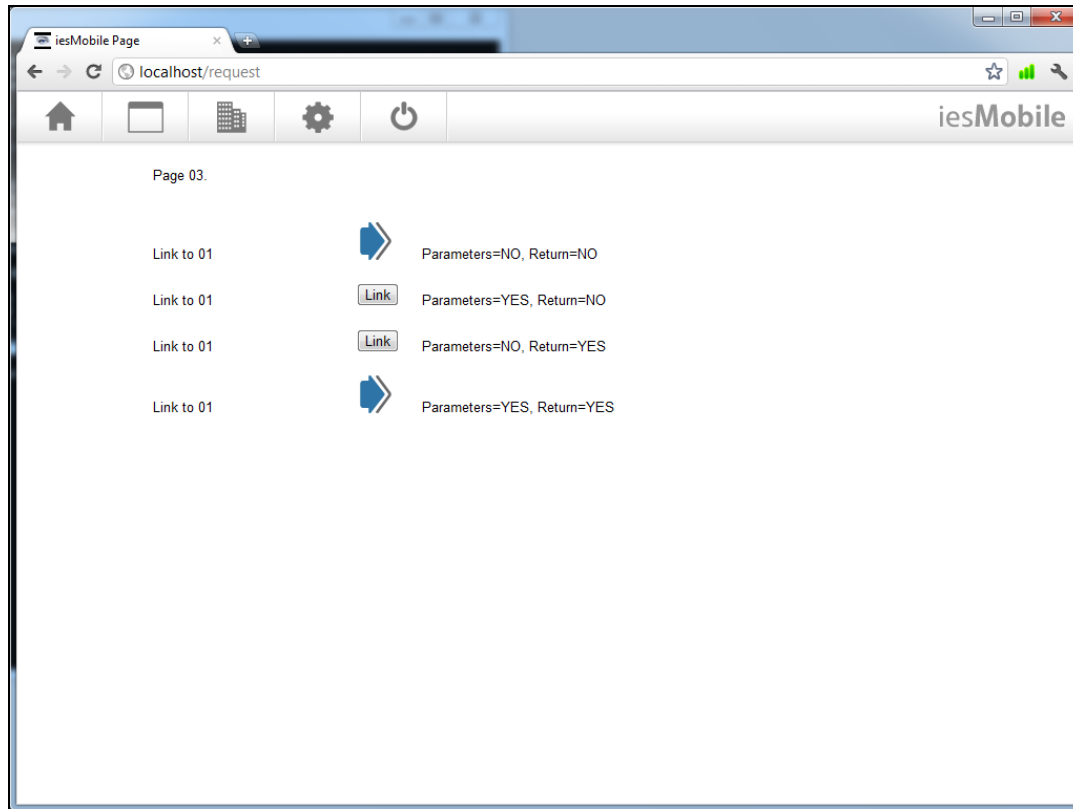 iesMobile Page
localhost/request
iesMobile
Page 03.
Link to 01 Parameters=NO, Return=NO
Link to 01 Link Parameters=YES, Return=NO
Link to 01 Link Parameters=NO, Return=YES
Link to 01 Parameters=YES, Return=YES